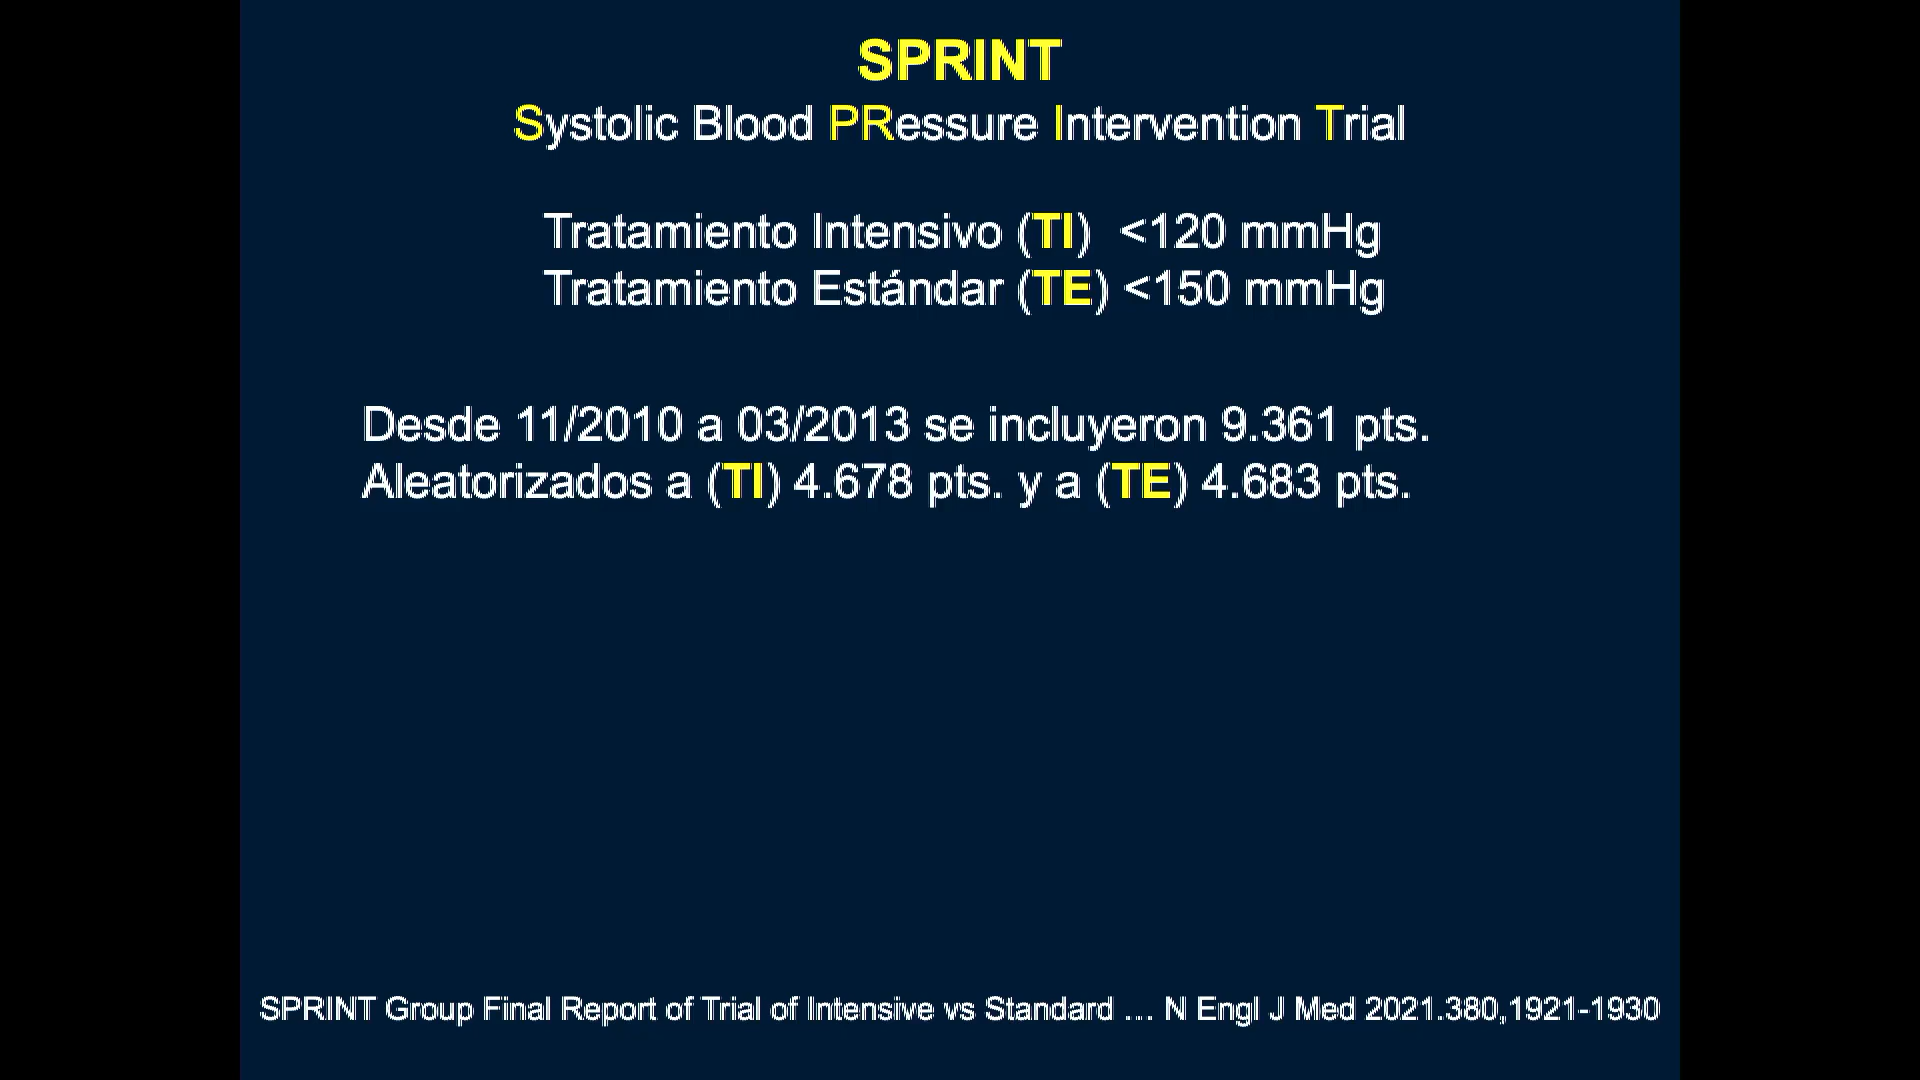 SPRINT
Systolic Blood PRessure Intervention Trial
Tratamiento Intensivo (TI) <120 mmHg
Tratamiento Estándar (TE) <150 mmHg
Desde 11/2010 a 03/2013 se incluyeron 9.361 pts.
Aleatorizados a (TI) 4.678 pts. y a (TE) 4.683 pts.
SPRINT Group Final Report of Trial of Intensive vs Standard ... N Engl J Med 2021.380,1921-1930